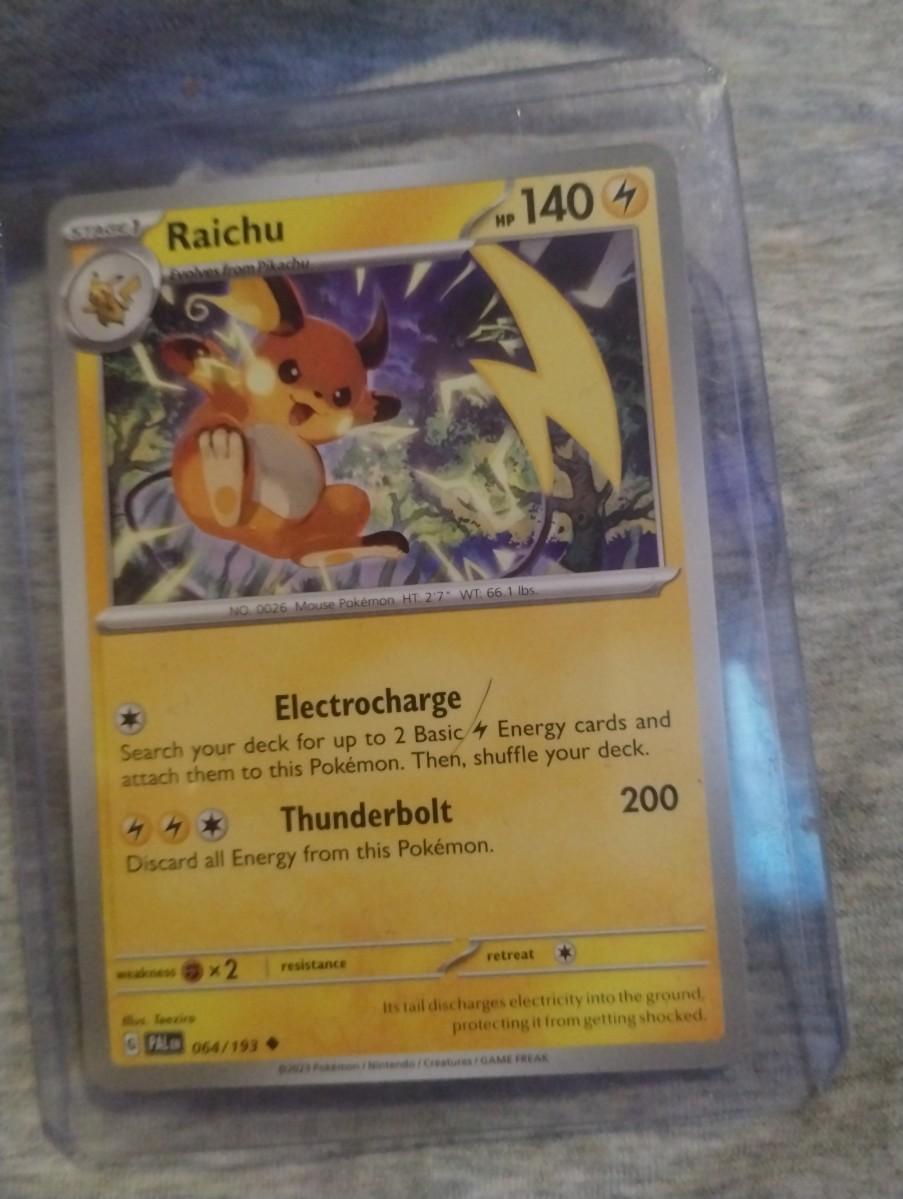 STAGE 1
Raichu
HP 140
Evolves from Pikachu
NO. 0026 Mouse Pokémon HT: 2'7" WT: 66.1 lbs.
Electrocharge
Search your deck for up to 2 Basic Energy cards and
attach them to this Pokémon. Then, shuffle your deck.
Thunderbolt 200
Discard all Energy from this Pokémon.
weakness ×2 resistance retreat
Its tail discharges electricity into the ground,
protecting it from getting shocked.
Illus. Teeziro
G PAL EN 064/193
©2023 Pokémon / Nintendo / Creatures / GAME FREAK